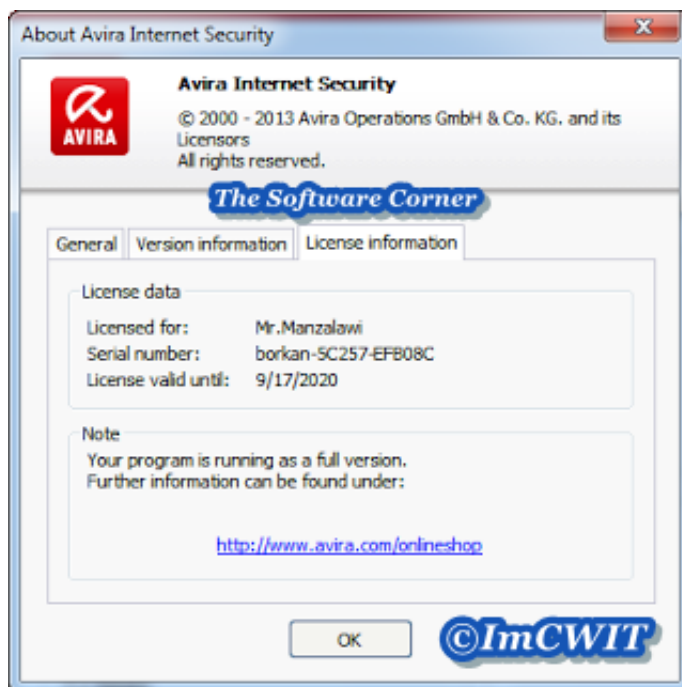 About Avira Internet Security
AVIRA
Avira Internet Security
© 2000 - 2013 Avira Operations GmbH & Co. KG. and its
Licensors
All rights reserved.
The Software Corner
General Version information License information
License data
Licensed for: Mr.Manzalawi
Serial number: borkan-5C257-EFB08C
License valid until: 9/17/2020
Note
Your program is running as a full version.
Further information can be found under:
http://www.avira.com/onlineshop
OK
©ImCWIT